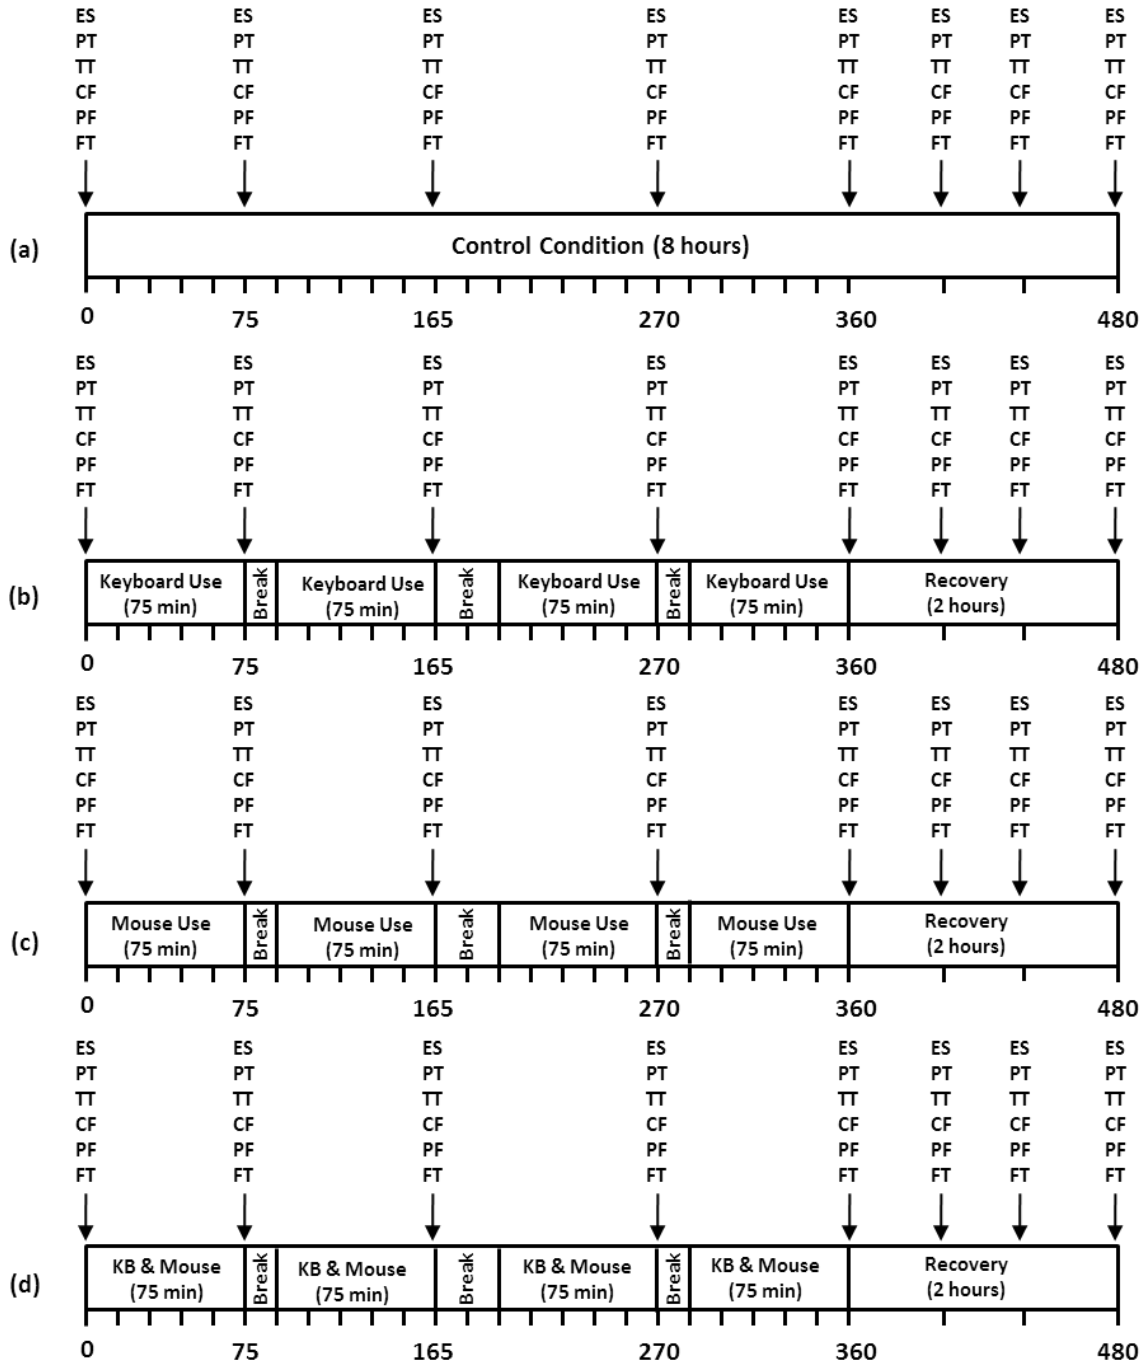 ES ES ES ES ES ES ES ES
PT PT PT PT PT PT PT PT
TT TT TT TT TT TT TT TT
CF CF CF CF CF CF CF CF
PF PF PF PF PF PF PF PF
FT FT FT FT FT FT FT FT
(a) Control Condition (8 hours)
0 75 165 270 360 480
ES ES ES ES ES ES ES ES
PT PT PT PT PT PT PT PT
TT TT TT TT TT TT TT TT
CF CF CF CF CF CF CF CF
PF PF PF PF PF PF PF PF
FT FT FT FT FT FT FT FT
(b)
Keyboard Use
(75 min)
Break
Keyboard Use
(75 min)
Break
Keyboard Use
(75 min)
Break
Keyboard Use
(75 min)
Recovery
(2 hours)
0 75 165 270 360 480
ES ES ES ES ES ES ES ES
PT PT PT PT PT PT PT PT
TT TT TT TT TT TT TT TT
CF CF CF CF CF CF CF CF
PF PF PF PF PF PF PF PF
FT FT FT FT FT FT FT FT
(c)
Mouse Use
(75 min)
Break
Mouse Use
(75 min)
Break
Mouse Use
(75 min)
Break
Mouse Use
(75 min)
Recovery
(2 hours)
0 75 165 270 360 480
ES ES ES ES ES ES ES ES
PT PT PT PT PT PT PT PT
TT TT TT TT TT TT TT TT
CF CF CF CF CF CF CF CF
PF PF PF PF PF PF PF PF
FT FT FT FT FT FT FT FT
(d)
KB & Mouse
(75 min)
Break
KB & Mouse
(75 min)
Break
KB & Mouse
(75 min)
Break
KB & Mouse
(75 min)
Recovery
(2 hours)
0 75 165 270 360 480